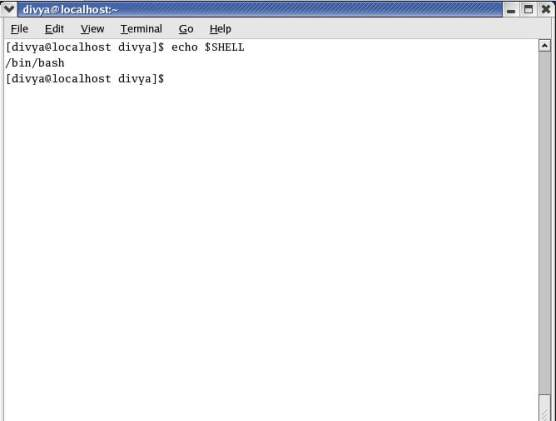 divya@localhost:~
File Edit View Terminal Go Help
[divya@localhost divya]$ echo $SHELL
/bin/bash
[divya@localhost divya]$